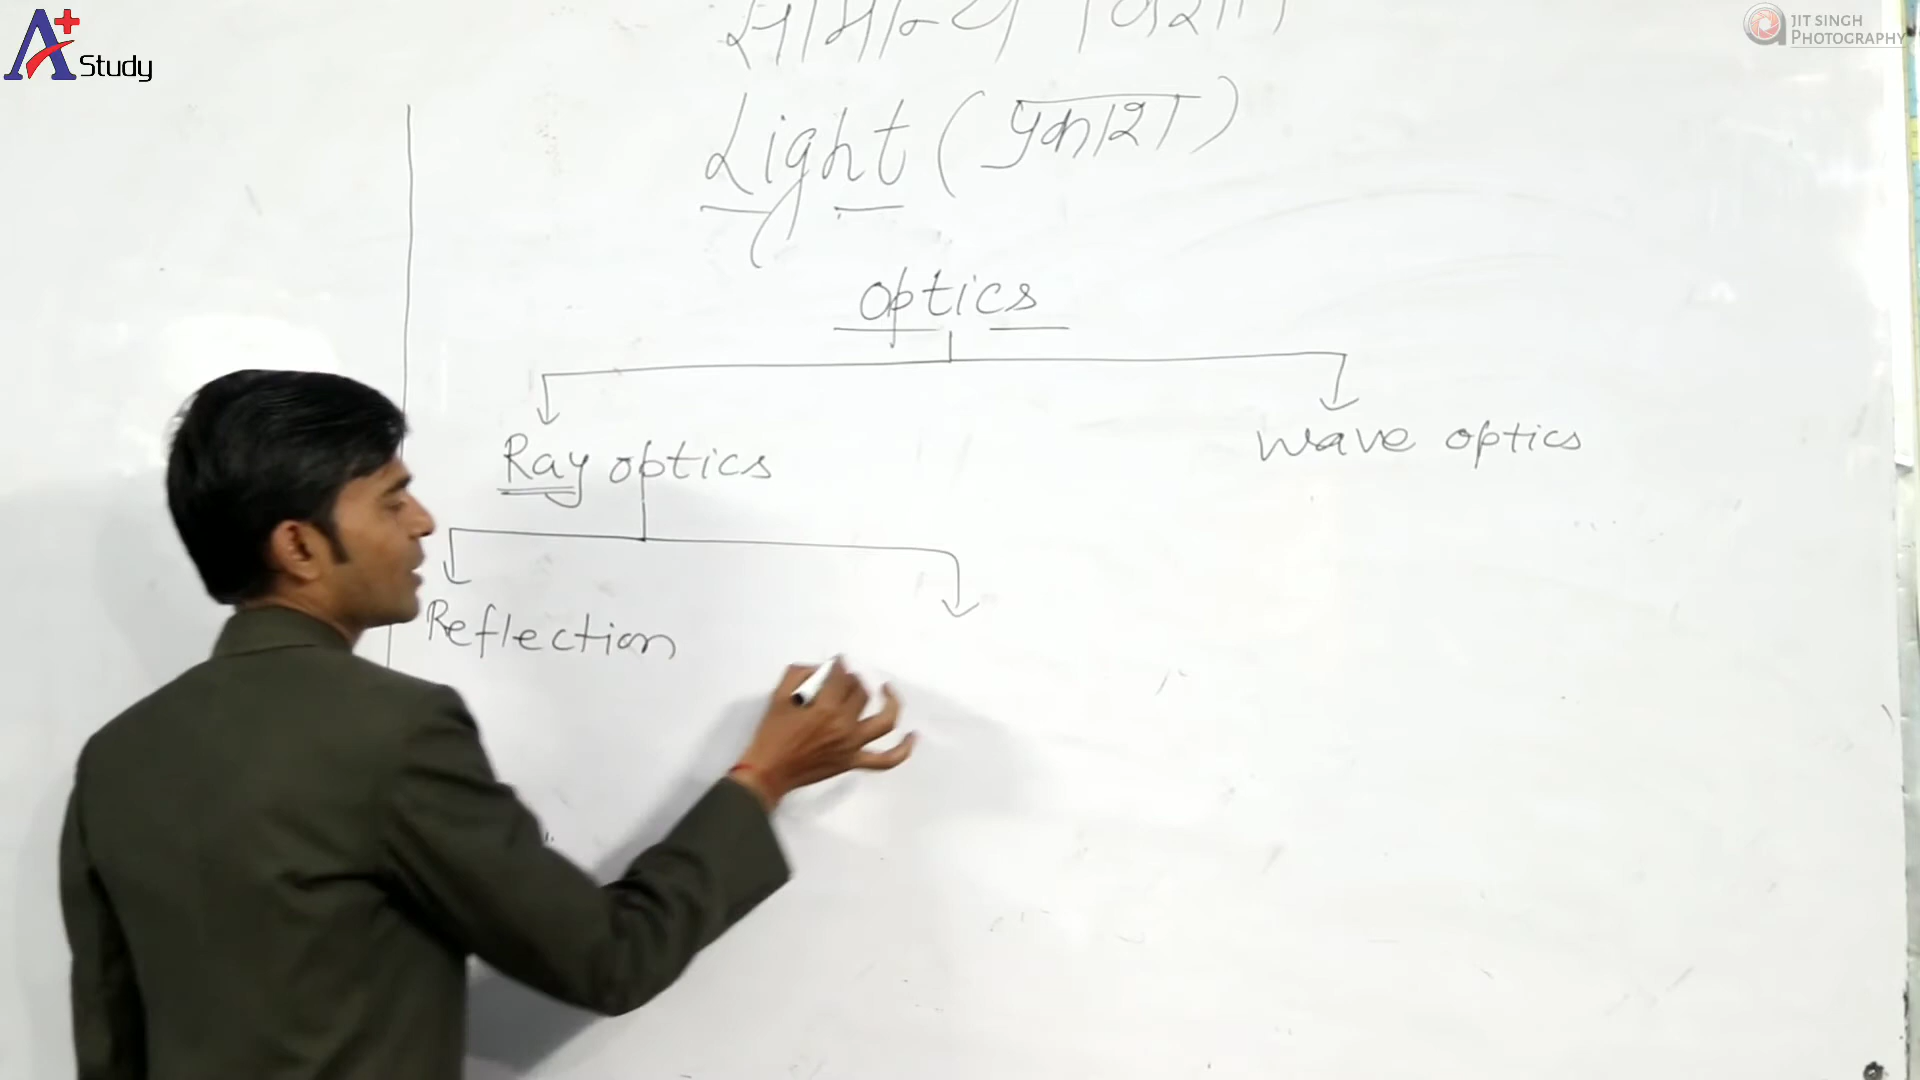 A+ Study
JIT SINGH
PHOTOGRAPHY
सामान्य विज्ञान
Light (प्रकाश)
optics
Ray optics
wave optics
Reflection